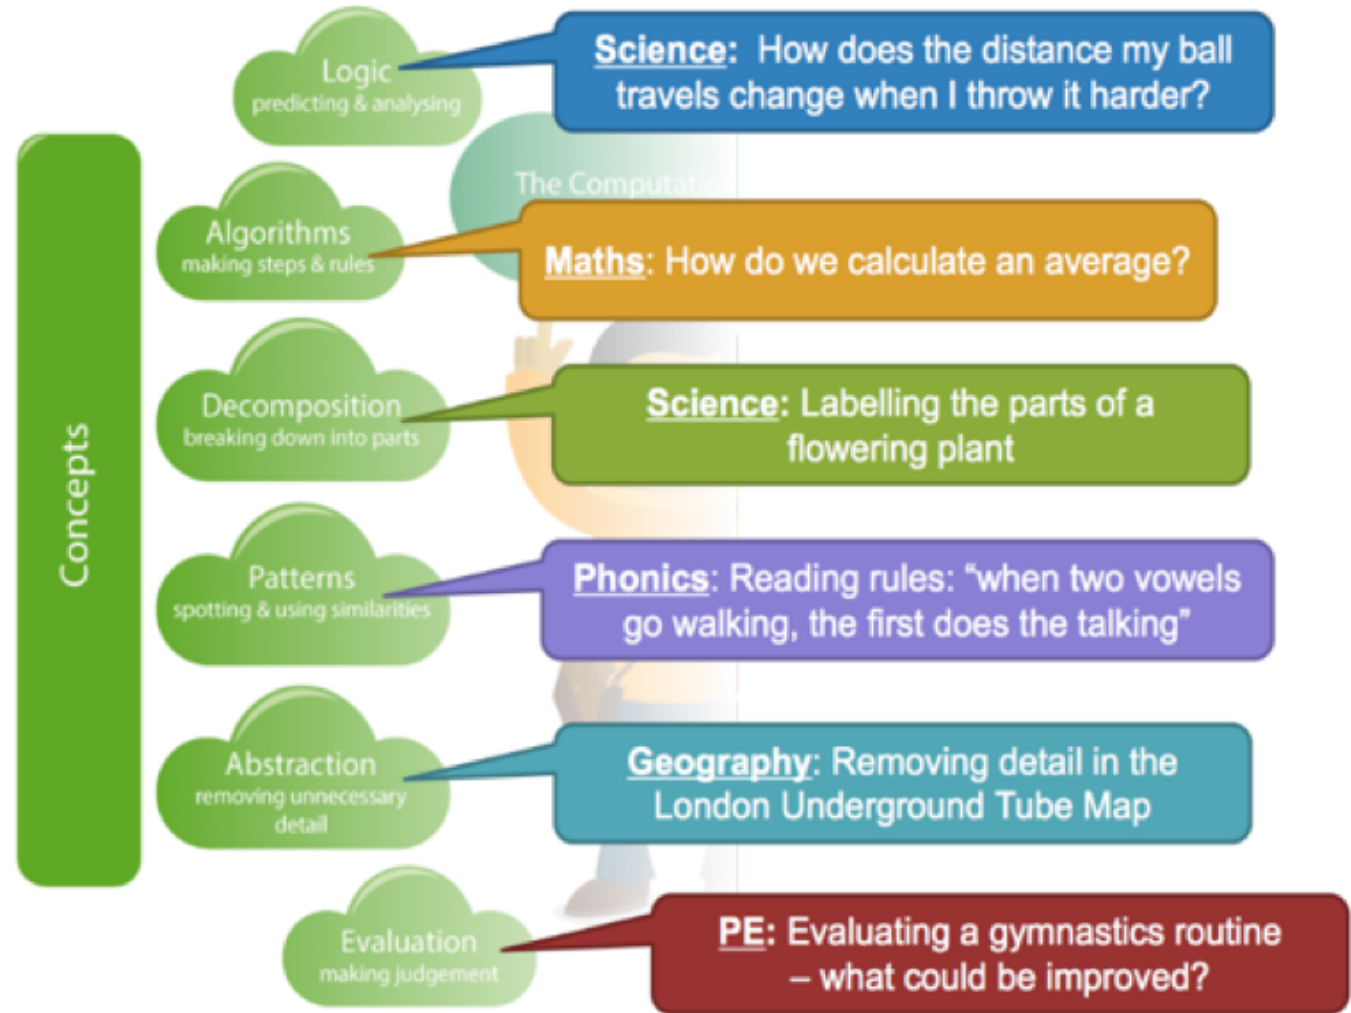 Logic
predicting & analysing
Science: How does the distance my ball
travels change when I throw it harder?
The Computatio
Concepts
Algorithms
making steps & rules
Maths: How do we calculate an average?
Decomposition
breaking down into parts
Science: Labelling the parts of a
flowering plant
Patterns
spotting & using similarities
Phonics: Reading rules: “when two vowels
go walking, the first does the talking”
Abstraction
removing unnecessary
detail
Geography: Removing detail in the
London Underground Tube Map
Evaluation
making judgement
PE: Evaluating a gymnastics routine
– what could be improved?